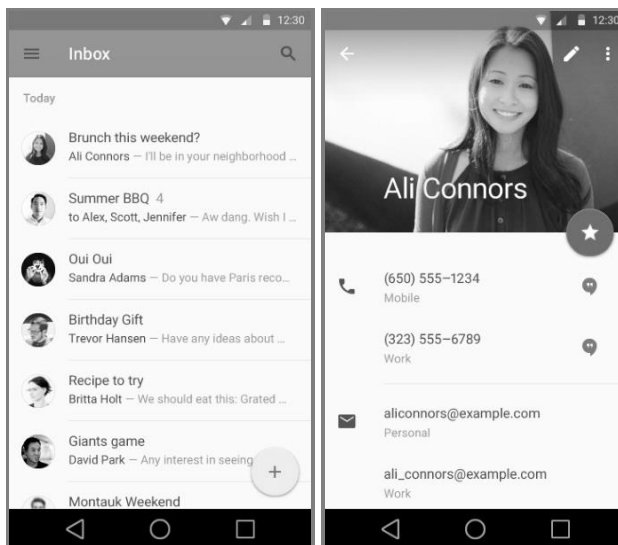 12:30
Inbox
Today
Brunch this weekend?
Ali Connors — I'll be in your neighborhood ...
Summer BBQ 4
to Alex, Scott, Jennifer — Aw dang. Wish I ...
Oui Oui
Sandra Adams — Do you have Paris reco...
Birthday Gift
Trevor Hansen — Have any ideas about ...
Recipe to try
Britta Holt — We should eat this: Grated ...
Giants game
David Park — Any interest in seeing
Montauk Weekend
12:30
Ali Connors
(650) 555–1234
Mobile
(323) 555–6789
Work
aliconnors@example.com
Personal
ali_connors@example.com
Work